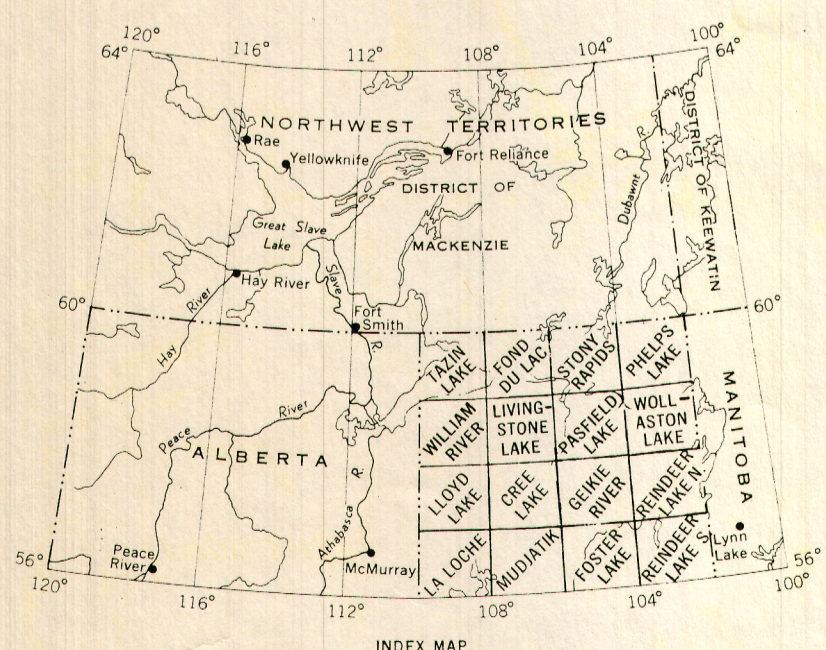 120°
116°
112°
108°
104°
100°
64°
64°
NORTHWEST TERRITORIES
Rae
Yellowknife
Fort Reliance
DISTRICT OF
MACKENZIE
DISTRICT OF KEEWATIN
Dubawnt R.
Great Slave
Lake
Slave
R.
Hay River
Hay River
Fort
Smith
60°
60°
TAZIN
LAKE
FOND
DU LAC
STONY
RAPIDS
PHELPS
LAKE
WILLIAM
RIVER
LIVING-
STONE
LAKE
PASFIELD
LAKE
WOLL-
ASTON
LAKE
LLOYD
LAKE
CREE
LAKE
GEIKIE
RIVER
REINDEER
LAKE N.
LA LOCHE
MUDJATIK
FOSTER
LAKE
REINDEER
LAKE S.
MANITOBA
Peace River
ALBERTA
Athabasca R.
Peace
River
McMurray
Lynn
Lake
56°
56°
120°
116°
112°
108°
104°
100°
INDEX MAP